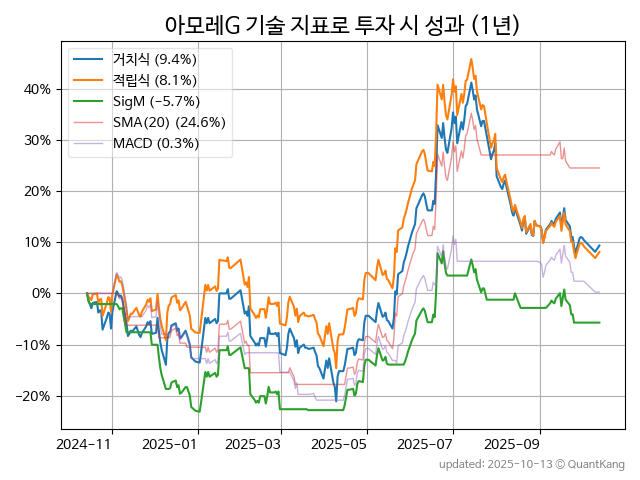 아모레G 기술 지표로 투자 시 성과 (1년)
거치식 (9.4%)
적립식 (8.1%)
SigM (-5.7%)
SMA(20) (24.6%)
MACD (0.3%)
40%
30%
20%
10%
0%
-10%
-20%
2024-11
2025-01
2025-03
2025-05
2025-07
2025-09
updated: 2025-10-13 © QuantKang